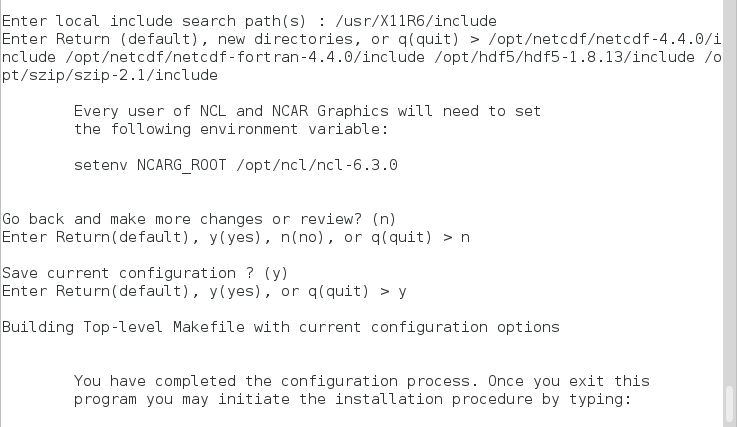 Enter local include search path(s) : /usr/X11R6/include
Enter Return (default), new directories, or q(quit) > /opt/netcdf/netcdf-4.4.0/i
nclude /opt/netcdf/netcdf-fortran-4.4.0/include /opt/hdf5/hdf5-1.8.13/include /o
pt/szip/szip-2.1/include
Every user of NCL and NCAR Graphics will need to set
the following environment variable:
setenv NCARG_ROOT /opt/ncl/ncl-6.3.0
Go back and make more changes or review? (n)
Enter Return(default), y(yes), n(no), or q(quit) > n
Save current configuration ? (y)
Enter Return(default), y(yes), or q(quit) > y
Building Top-level Makefile with current configuration options
You have completed the configuration process. Once you exit this
program you may initiate the installation procedure by typing: